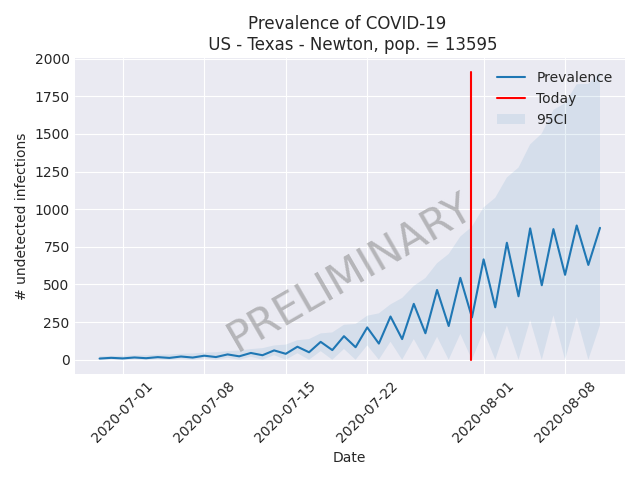 Prevalence of COVID-19
US - Texas - Newton, pop. = 13595
# undetected infections
2000
1750
1500
1250
1000
750
500
250
0
Prevalence
Today
95CI
PRELIMINARY
2020-07-01
2020-07-08
2020-07-15
2020-07-22
2020-08-01
2020-08-08
Date